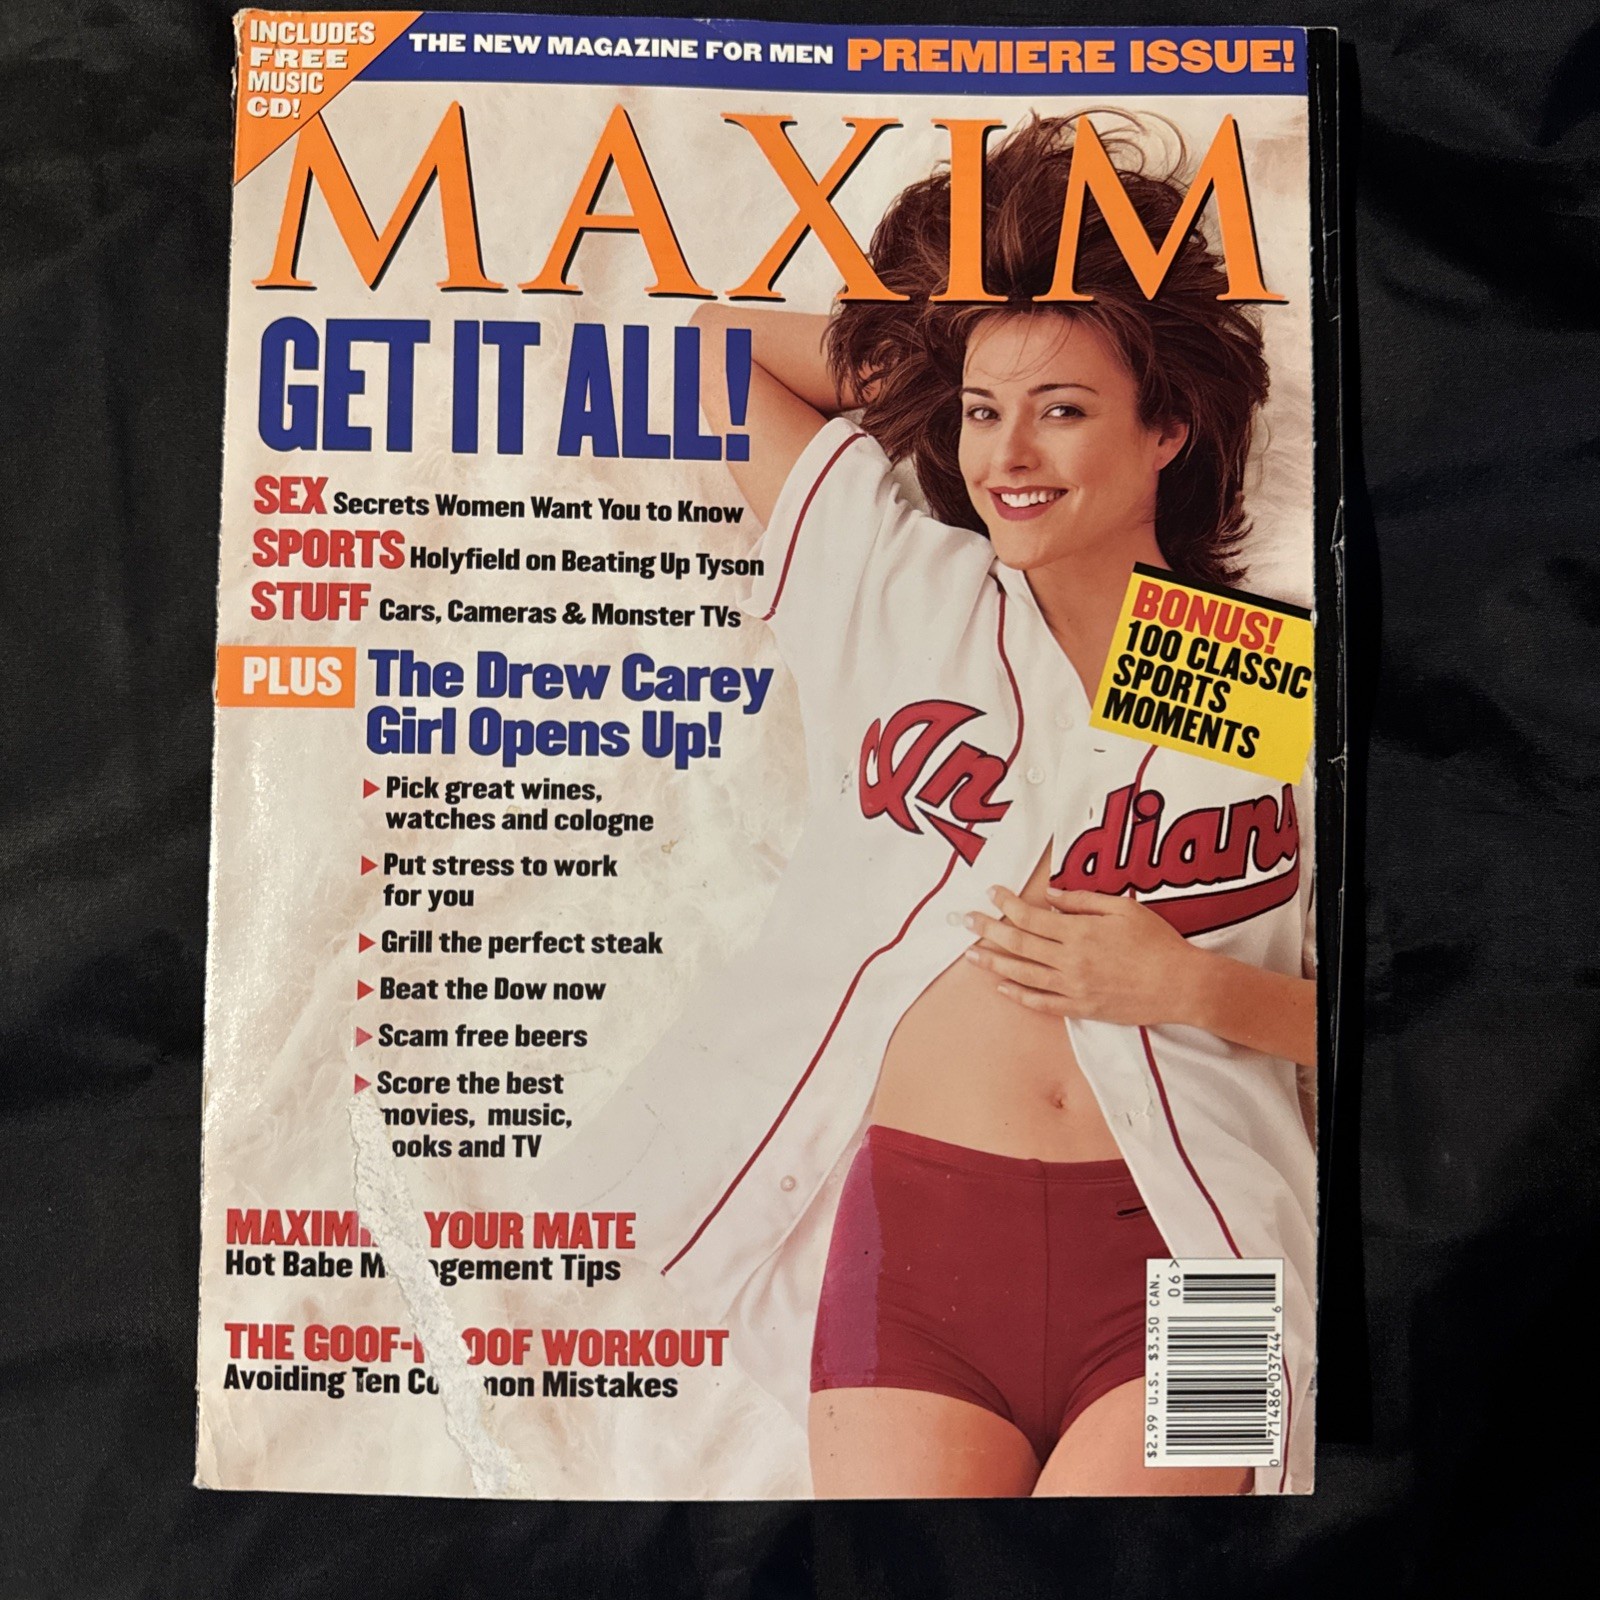 INCLUDES
FREE
MUSIC
CD!
THE NEW MAGAZINE FOR MEN PREMIERE ISSUE!
MAXIM
GET IT ALL!
SEX Secrets Women Want You to Know
SPORTS Holyfield on Beating Up Tyson
STUFF Cars, Cameras & Monster TVs
PLUS The Drew Carey
Girl Opens Up!
Pick great wines,
watches and cologne
Put stress to work
for you
Grill the perfect steak
Beat the Dow now
Scam free beers
Score the best
movies, music,
ooks and TV
YOUR MATE
Hot Babe gement Tips
THE GOOF- OOF WORKOUT
Avoiding Ten mon Mistakes
BONUS!
100 CLASSIC
SPORTS
MOMENTS
Indians
$2.99 U.S. $3.50 CAN.
06>
0 71486 03744 6